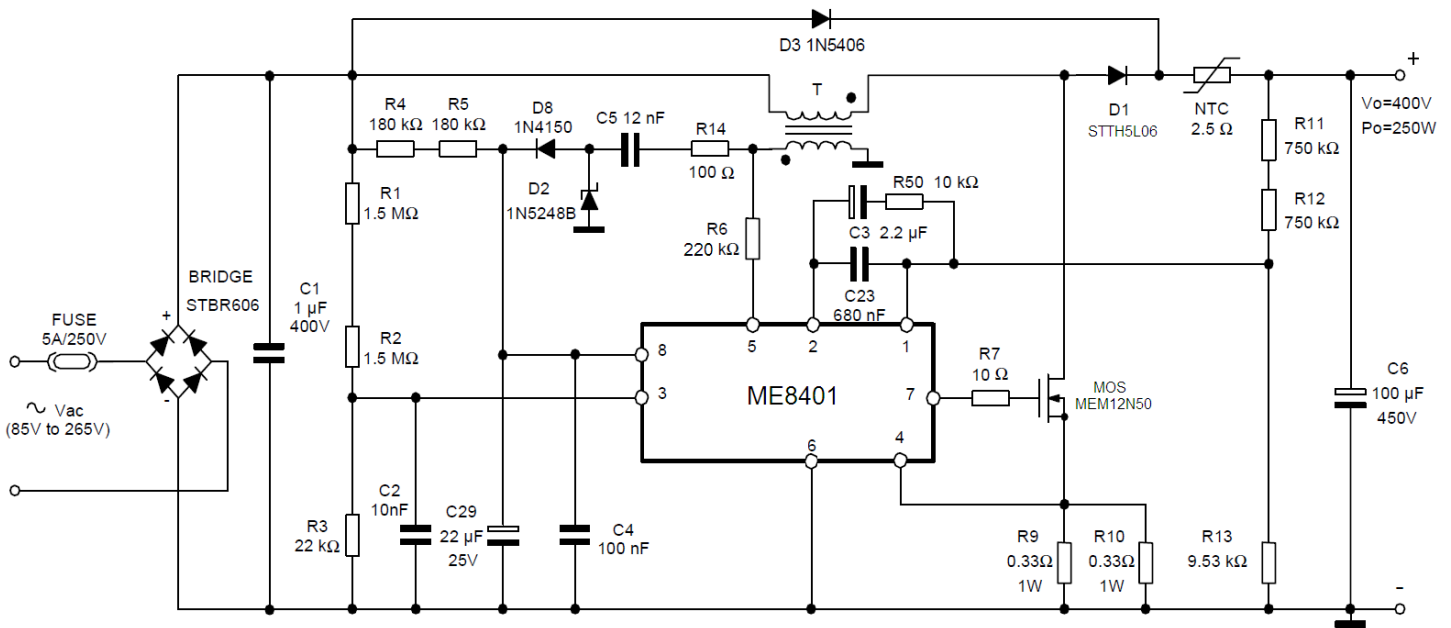 D3 1N5406
T
+
R4
180 kΩ
R5
180 kΩ
D8
1N4150
C5 12 nF
R14
100 Ω
D1
STTH5L06
NTC
2.5 Ω
Vo=400V
Po=250W
R11
750 kΩ
R12
750 kΩ
R1
1.5 MΩ
D2
1N5248B
R50 10 kΩ
C3 2.2 µF
R6
220 kΩ
C23
680 nF
BRIDGE
STBR606
+
-
C1
1 µF
400V
FUSE
5A/250V
R2
1.5 MΩ
5
2
1
8
3
ME8401
7
6
4
R7
10 Ω
MOS
MEM12N50
C6
100 µF
450V
Vac
(85V to 265V)
C2
10nF
C29
22 µF
25V
C4
100 nF
R3
22 kΩ
R9
0.33Ω
1W
R10
0.33Ω
1W
R13
9.53 kΩ
-